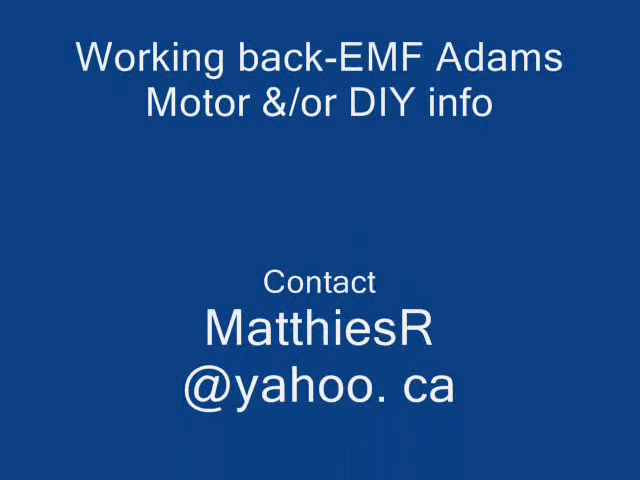 Working back-EMF Adams
Motor &/or DIY info
Contact
MatthiesR
@yahoo. ca